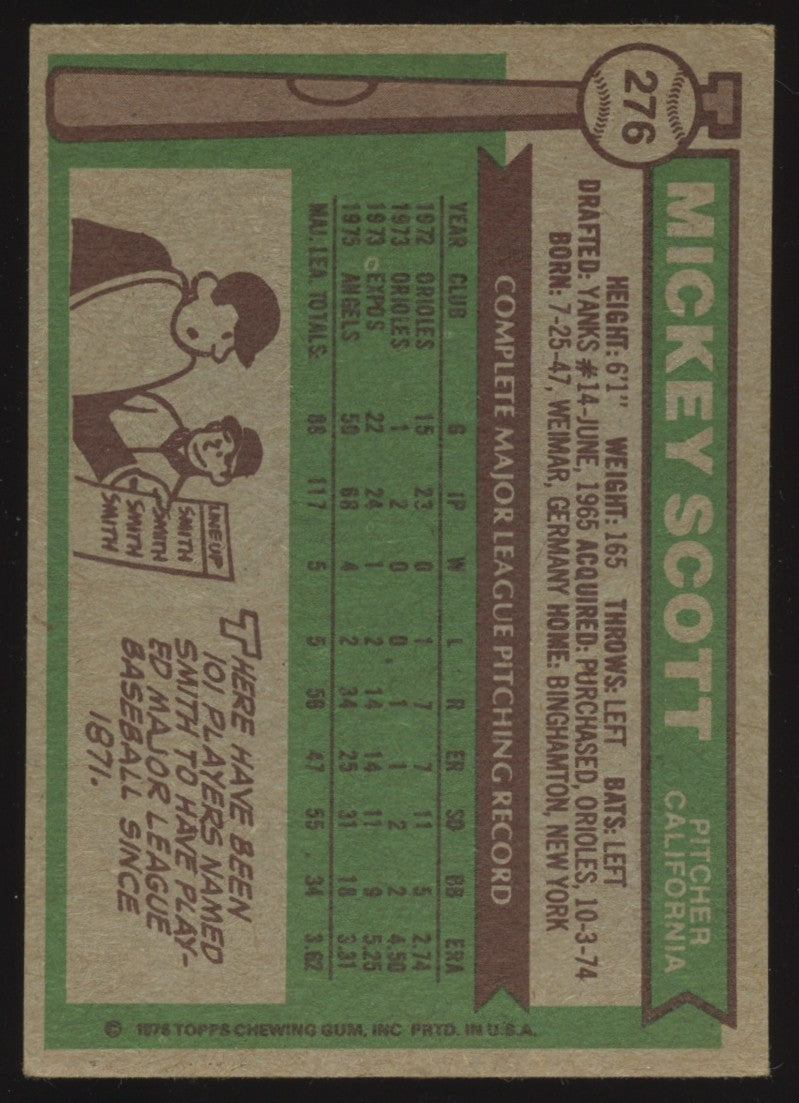 276
MICKEY SCOTT
PITCHER
CALIFORNIA
HEIGHT: 6'1" WEIGHT: 165 THROWS: LEFT BATS: LEFT
DRAFTED: YANKS #14-JUNE, 1965 ACQUIRED: PURCHASED, ORIOLES, 10-3-74
BORN: 7-25-47, WEIMAR, GERMANY HOME: BINGHAMTON, NEW YORK
COMPLETE MAJOR LEAGUE PITCHING RECORD
YEAR CLUB G IP W L R ER SO BB ERA
1972 ORIOLES 15 23 0 1 7 7 11 5 2.74
1973 ORIOLES 1 2 0 0 1 1 2 2 4.50
1973 EXPOS 22 24 1 2 14 14 11 9 5.25
1975 ANGELS 50 68 4 2 34 25 31 18 3.31
MAJ. LEA. TOTALS 88 117 5 5 56 47 55 34 3.62
LINEUP
SMITH
SMITH
SMITH
SMITH
THERE HAVE BEEN
101 PLAYERS NAMED
SMITH TO HAVE PLAY-
ED MAJOR LEAGUE
BASEBALL SINCE
1871.
© 1976 TOPPS CHEWING GUM, INC PRTD. IN U.S.A.